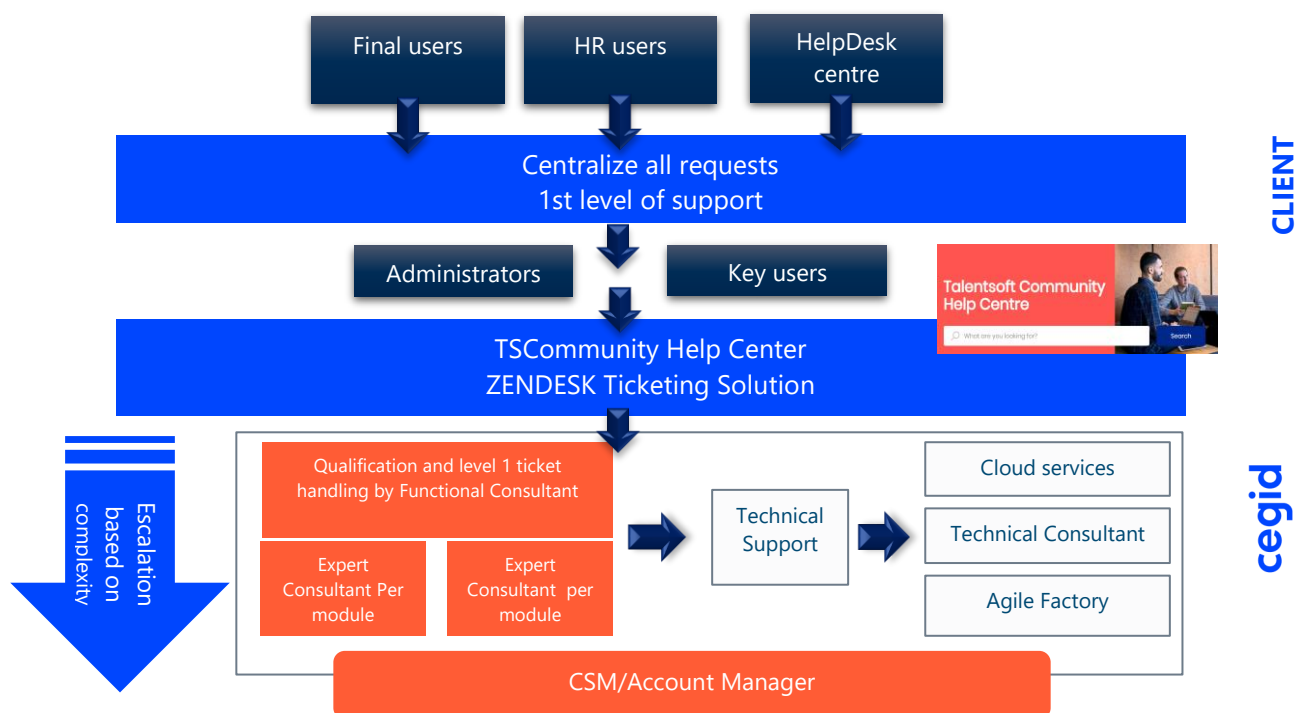 Final users
HR users
HelpDesk
centre
Centralize all requests
1st level of support
CLIENT
Administrators
Key users
Talentsoft Community
Help Centre
What are you looking for?
Search
TSCommunity Help Center
ZENDESK Ticketing Solution
Escalation
based on
complexity
Qualification and level 1 ticket
handling by Functional Consultant
Expert
Consultant Per
module
Expert
Consultant per
module
Technical
Support
Cloud services
Technical Consultant
Agile Factory
cegid
CSM/Account Manager